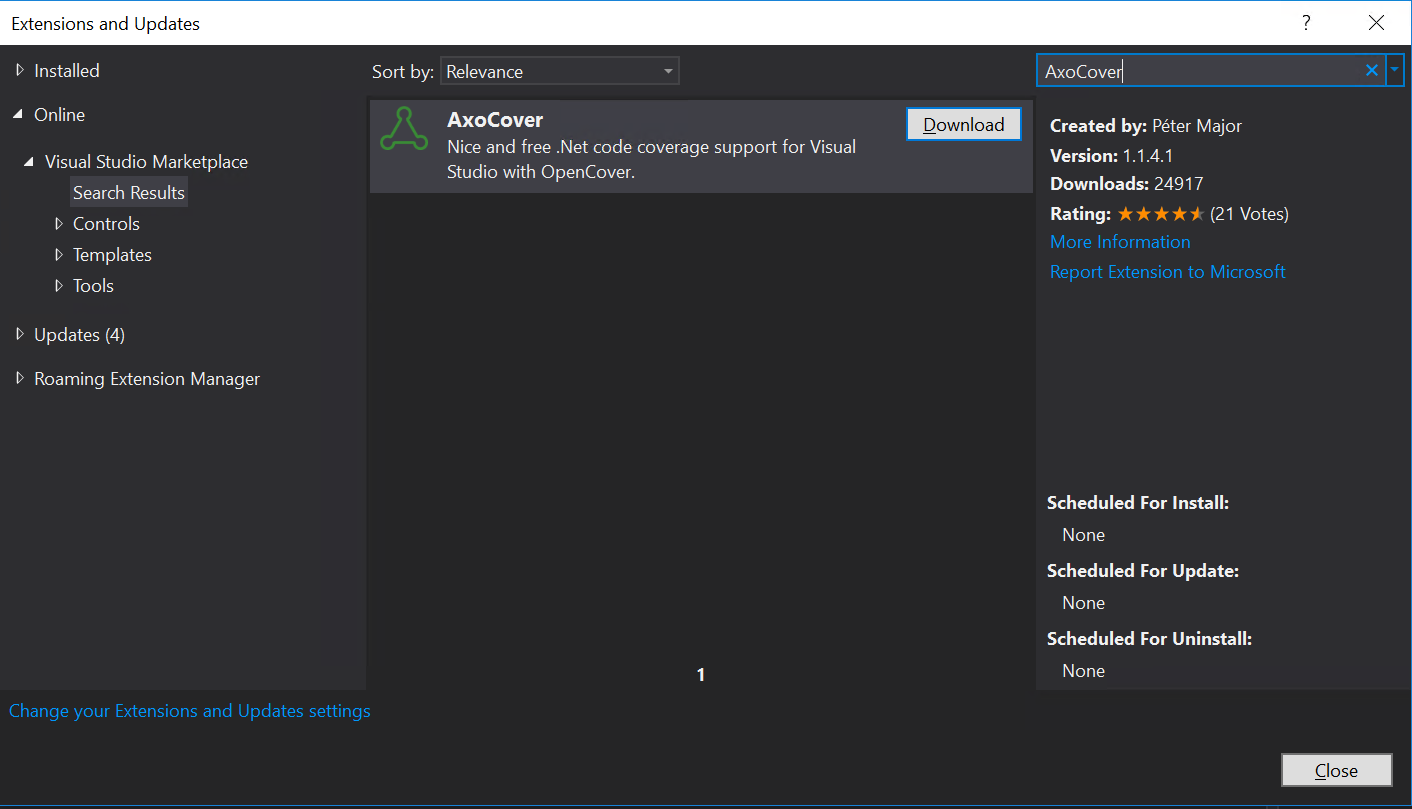 Extensions and Updates
?
Installed
Online
Visual Studio Marketplace
Search Results
Controls
Templates
Tools
Updates (4)
Roaming Extension Manager
Change your Extensions and Updates settings
Sort by: Relevance
AxoCover
Nice and free .Net code coverage support for Visual
Studio with OpenCover.
Download
1
AxoCover
Created by: Péter Major
Version: 1.1.4.1
Downloads: 24917
Rating: (21 Votes)
More Information
Report Extension to Microsoft
Scheduled For Install:
None
Scheduled For Update:
None
Scheduled For Uninstall:
None
Close